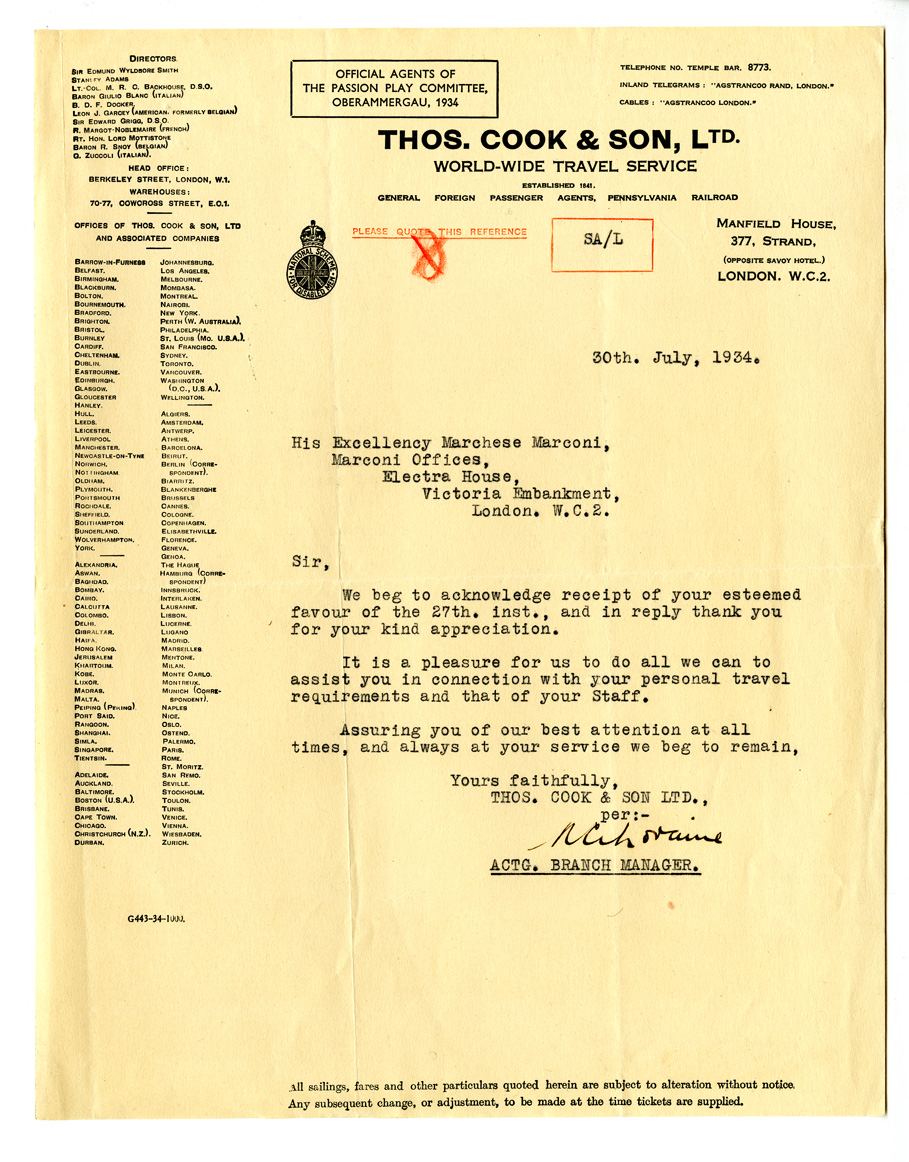 DIRECTORS
SIR EDMUND WYLDBORE SMITH
STANLEY ADAMS
LT.-COL. M. R. C. BACKHOUSE, D.S.O.
BARON GIULIO BLANC (ITALIAN)
B. D. F. DOCKER,
LEON J. GARCEY (AMERICAN, FORMERLY BELGIAN)
SIR EDWARD GRIGG, D.S.O.
R. MARGOT-NOBLEMAIRE (FRENCH)
RT. HON. LORD MOTTISTONE
BARON R. SNOY (BELGIAN)
G. ZUCCOLI (ITALIAN).
HEAD OFFICE:
BERKELEY STREET, LONDON, W.1.
WAREHOUSES:
70-77, COWCROSS STREET, E.C.1.
OFFICES OF THOS. COOK & SON, LTD
AND ASSOCIATED COMPANIES
BARROW-IN-FURNESS
BELFAST.
BIRMINGHAM.
BLACKBURN.
BOLTON.
BOURNEMOUTH.
BRADFORD.
BRIGHTON.
BRISTOL.
BURNLEY
CARDIFF.
CHELTENHAM.
DUBLIN.
EASTBOURNE.
EDINBURGH.
GLASGOW.
GLOUCESTER
HANLEY.
HULL.
LEEDS.
LEICESTER.
LIVERPOOL
MANCHESTER.
NEWCASTLE-ON-TYNE
NORWICH.
NOTTINGHAM
OLDHAM.
PLYMOUTH.
PORTSMOUTH
ROCHDALE.
SHEFFIELD.
SOUTHAMPTON
SUNDERLAND.
WOLVERHAMPTON.
YORK.
ALEXANDRIA.
ASWAN.
BAGHDAD.
BOMBAY.
CAIRO.
CALCUTTA
COLOMBO.
DELHI.
GIBRALTAR.
HAIFA.
HONG KONG.
JERUSALEM
KHARTOUM.
KOBE.
LUXOR.
MADRAS.
MALTA.
PEIPING (PEKING)
PORT SAID.
RANGOON.
SHANGHAI.
SIMLA.
SINGAPORE.
TIENTSIN.
ADELAIDE.
AUCKLAND.
BALTIMORE.
BOSTON (U.S.A.).
BRISBANE.
CAPE TOWN.
CHICAGO.
CHRISTCHURCH (N.Z.).
DURBAN.
JOHANNESBURG.
LOS ANGELES.
MELBOURNE.
MOMBASA.
MONTREAL.
NAIROBI.
NEW YORK.
PERTH (W. AUSTRALIA).
PHILADELPHIA.
ST. LOUIS (MO. U.S.A.).
SAN FRANCISCO.
SYDNEY.
TORONTO.
VANCOUVER.
WASHINGTON
(D.C., U.S.A.).
WELLINGTON.
ALGIERS.
AMSTERDAM.
ANTWERP.
ATHENS.
BARCELONA.
BEIRUT.
BERLIN (CORRE-
SPONDENT).
BIARRITZ.
BLANKENBERGHE
BRUSSELS
CANNES.
COLOGNE.
COPENHAGEN.
ELISABETHVILLE.
FLORENCE.
GENEVA.
GENOA.
THE HAGUE
HAMBURG (CORRE-
SPONDENT)
INNSBRUCK.
INTERLAKEN.
LAUSANNE.
LISBON.
LUCERNE.
LUGANO
MADRID.
MARSEILLES
MENTONE.
MILAN.
MONTE CARLO.
MONTREUX.
MUNICH (CORRE-
SPONDENT).
NAPLES
NICE.
OSLO.
OSTEND.
PALERMO.
PARIS.
ROME.
ST. MORITZ.
SAN REMO.
SEVILLE.
STOCKHOLM.
TOULON.
TUNIS.
VENICE.
VIENNA.
WIESBADEN.
ZURICH.
G443-34-1000.
OFFICIAL AGENTS OF
THE PASSION PLAY COMMITTEE,
OBERAMMERGAU, 1934
TELEPHONE NO. TEMPLE BAR. 8773.
INLAND TELEGRAMS: "AGSTRANCOO RAND, LONDON."
CABLES: "AGSTRANCOO LONDON."
THOS. COOK & SON, LTD.
WORLD-WIDE TRAVEL SERVICE
ESTABLISHED 1841.
GENERAL FOREIGN PASSENGER AGENTS, PENNSYLVANIA RAILROAD
NATIONAL SCHEME
FOR DISABLED MEN
PLEASE QUOTE THIS REFERENCE
SA/L
MANFIELD HOUSE,
377, STRAND,
(OPPOSITE SAVOY HOTEL.)
LONDON. W.C.2.
30th. July, 1934.
His Excellency Marchese Marconi,
Marconi Offices,
Electra House,
Victoria Embankment,
London. W.C.2.
Sir,
We beg to acknowledge receipt of your esteemed
favour of the 27th. inst., and in reply thank you
for your kind appreciation.
It is a pleasure for us to do all we can to
assist you in connection with your personal travel
requirements and that of your Staff.
Assuring you of our best attention at all
times, and always at your service we beg to remain,
Yours faithfully,
THOS. COOK & SON LTD.,
per:-
ACTG. BRANCH MANAGER.
All sailings, fares and other particulars quoted herein are subject to alteration without notice.
Any subsequent change, or adjustment, to be made at the time tickets are supplied.